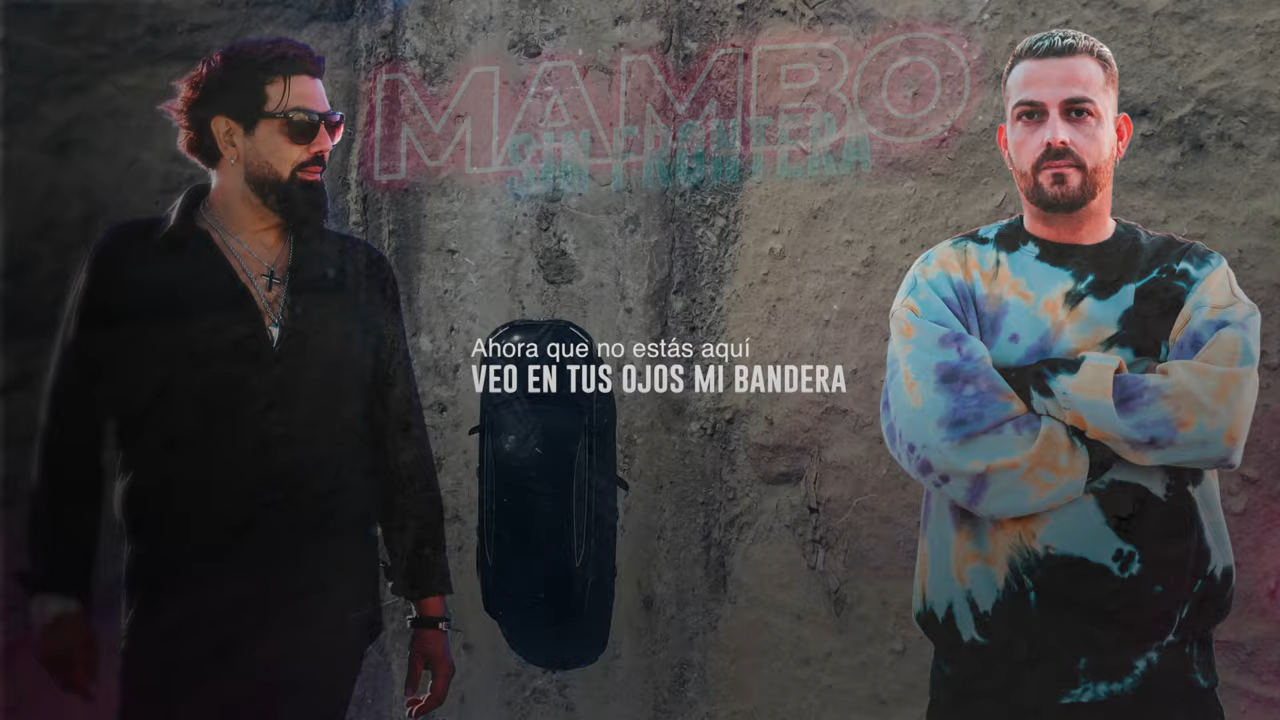 MAMBO
SIN FRONTERA
Ahora que no estás aquí
VEO EN TUS OJOS MI BANDERA